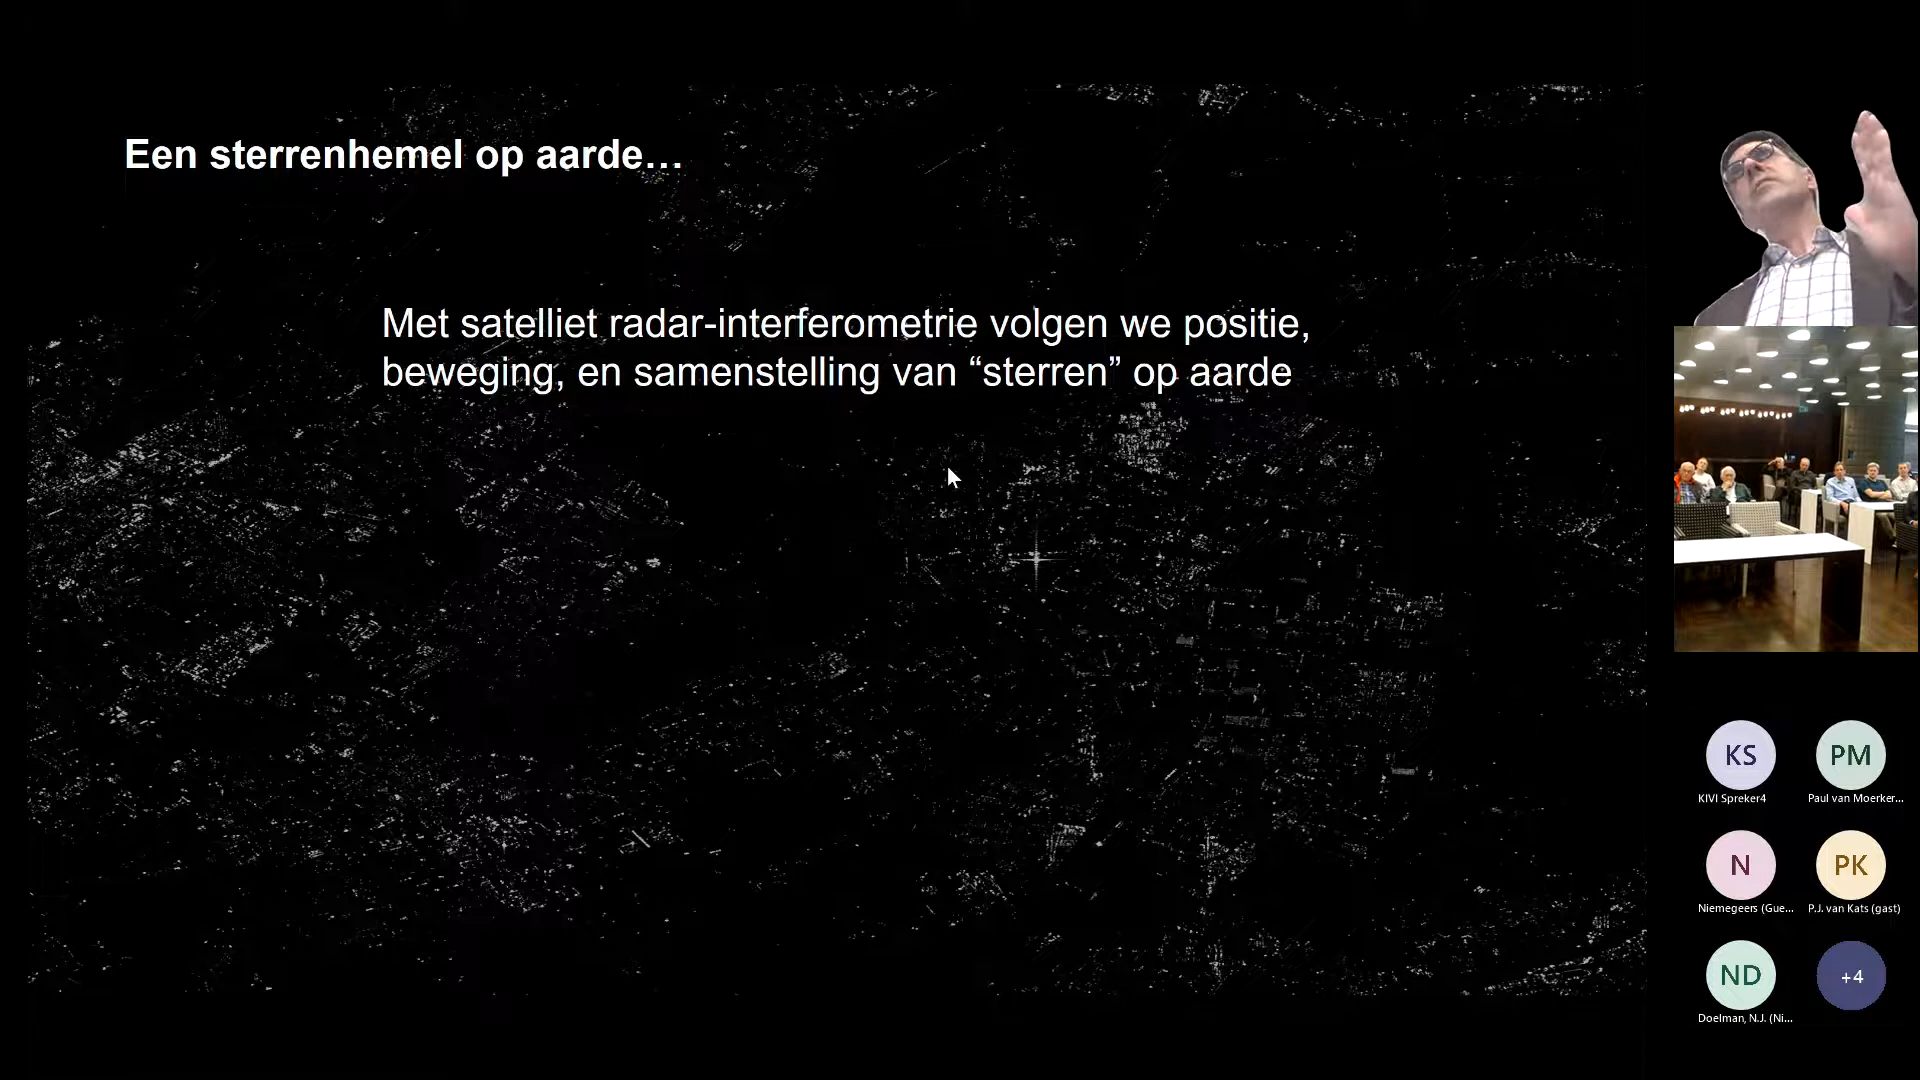 Een sterrenhemel op aarde…
Met satelliet radar-interferometrie volgen we positie,
beweging, en samenstelling van “sterren” op aarde
KS
PM
KIVI Spreker4
Paul van Moerker...
N
PK
Niemegeers (Gue...
P.J. van Kats (gast)
ND
+4
Doelman, N.J. (Ni...